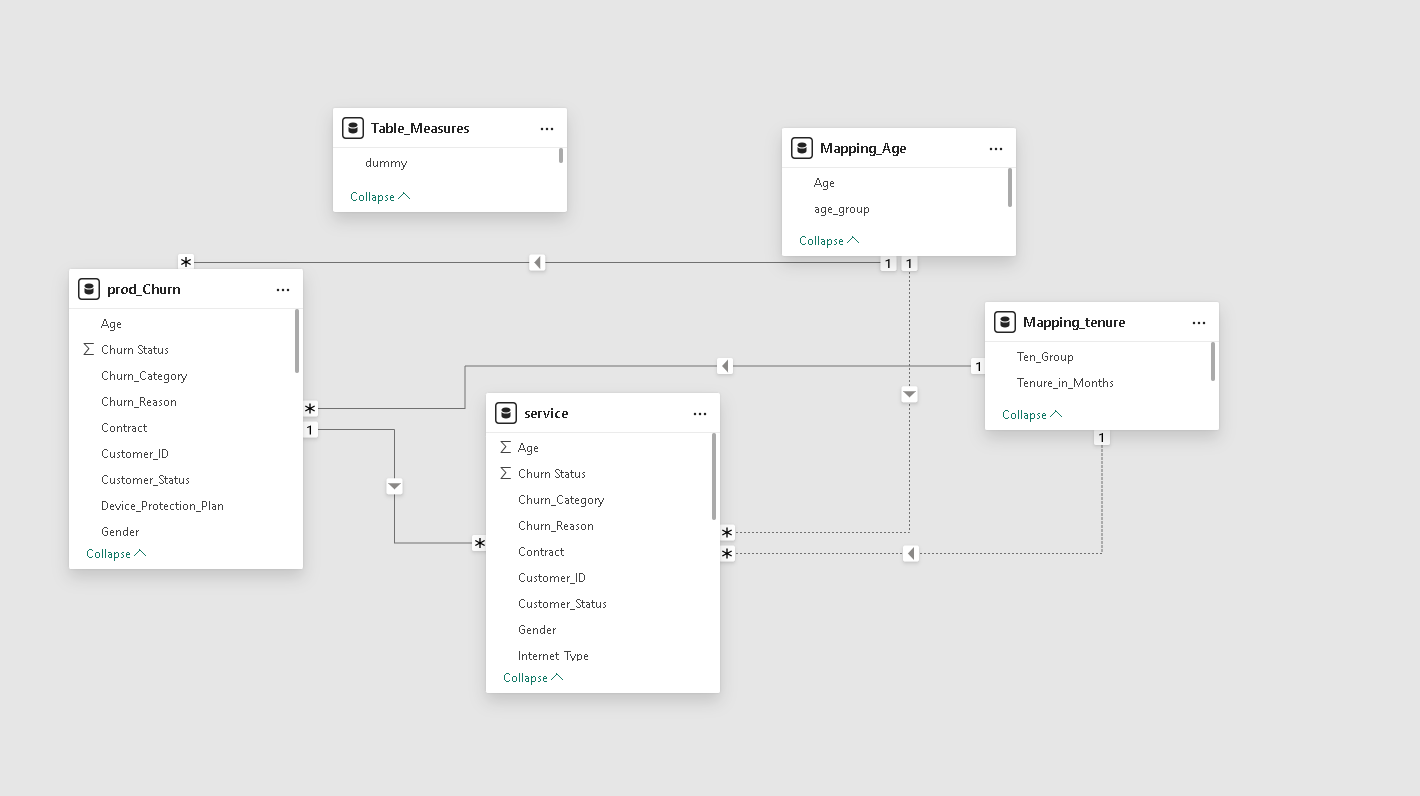 Table_Measures ...
dummy
Collapse
Mapping_Age ...
Age
age_group
Collapse
* 1 1
prod_Churn ...
Age
Σ Churn Status
Churn_Category
Churn_Reason
Contract
Customer_ID
Customer_Status
Device_Protection_Plan
Gender
Collapse
Mapping_tenure ...
Ten_Group
Tenure_in_Months
Collapse
1
1
*
1
*
service ...
Σ Age
Σ Churn Status
Churn_Category
Churn_Reason
Contract
Customer_ID
Customer_Status
Gender
Internet_Type
Collapse
*
*